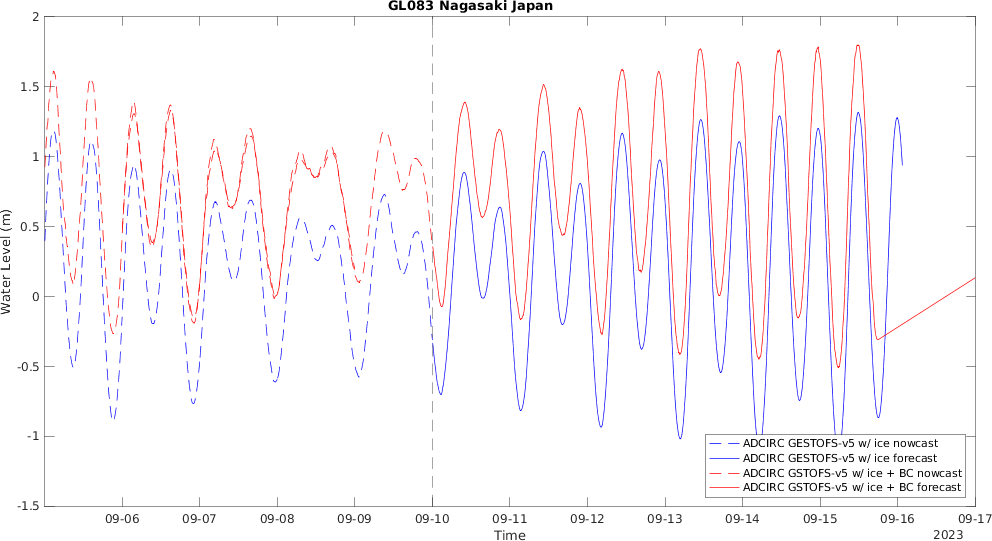 GL083 Nagasaki Japan
2
1.5
1
0.5
0
-0.5
-1
-1.5
Water Level (m)
ADCIRC GESTOFS-v5 w/ ice nowcast
ADCIRC GESTOFS-v5 w/ ice forecast
ADCIRC GSTOFS-v5 w/ ice + BC nowcast
ADCIRC GSTOFS-v5 w/ ice + BC forecast
09-06 09-07 09-08 09-09 09-10 09-11 09-12 09-13 09-14 09-15 09-16 09-17
Time
2023